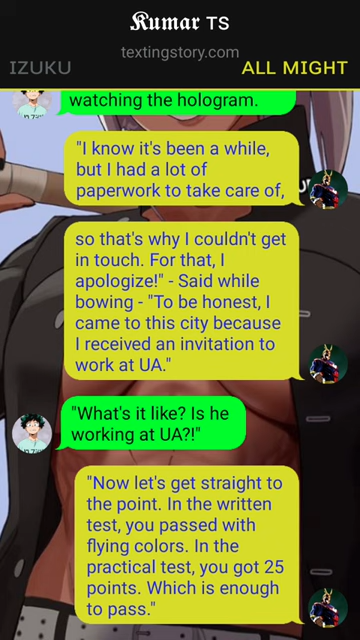 𝕶umar TS
textingstory.com
IZUKU
ALL MIGHT
watching the hologram.
"I know it's been a while,
but I had a lot of
paperwork to take care of,
so that's why I couldn't get
in touch. For that, I
apologize!" - Said while
bowing - "To be honest, I
came to this city because
I received an invitation to
work at UA."
"What's it like? Is he
working at UA?!"
"Now let's get straight to
the point. In the written
test, you passed with
flying colors. In the
practical test, you got 25
points. Which is enough
to pass."